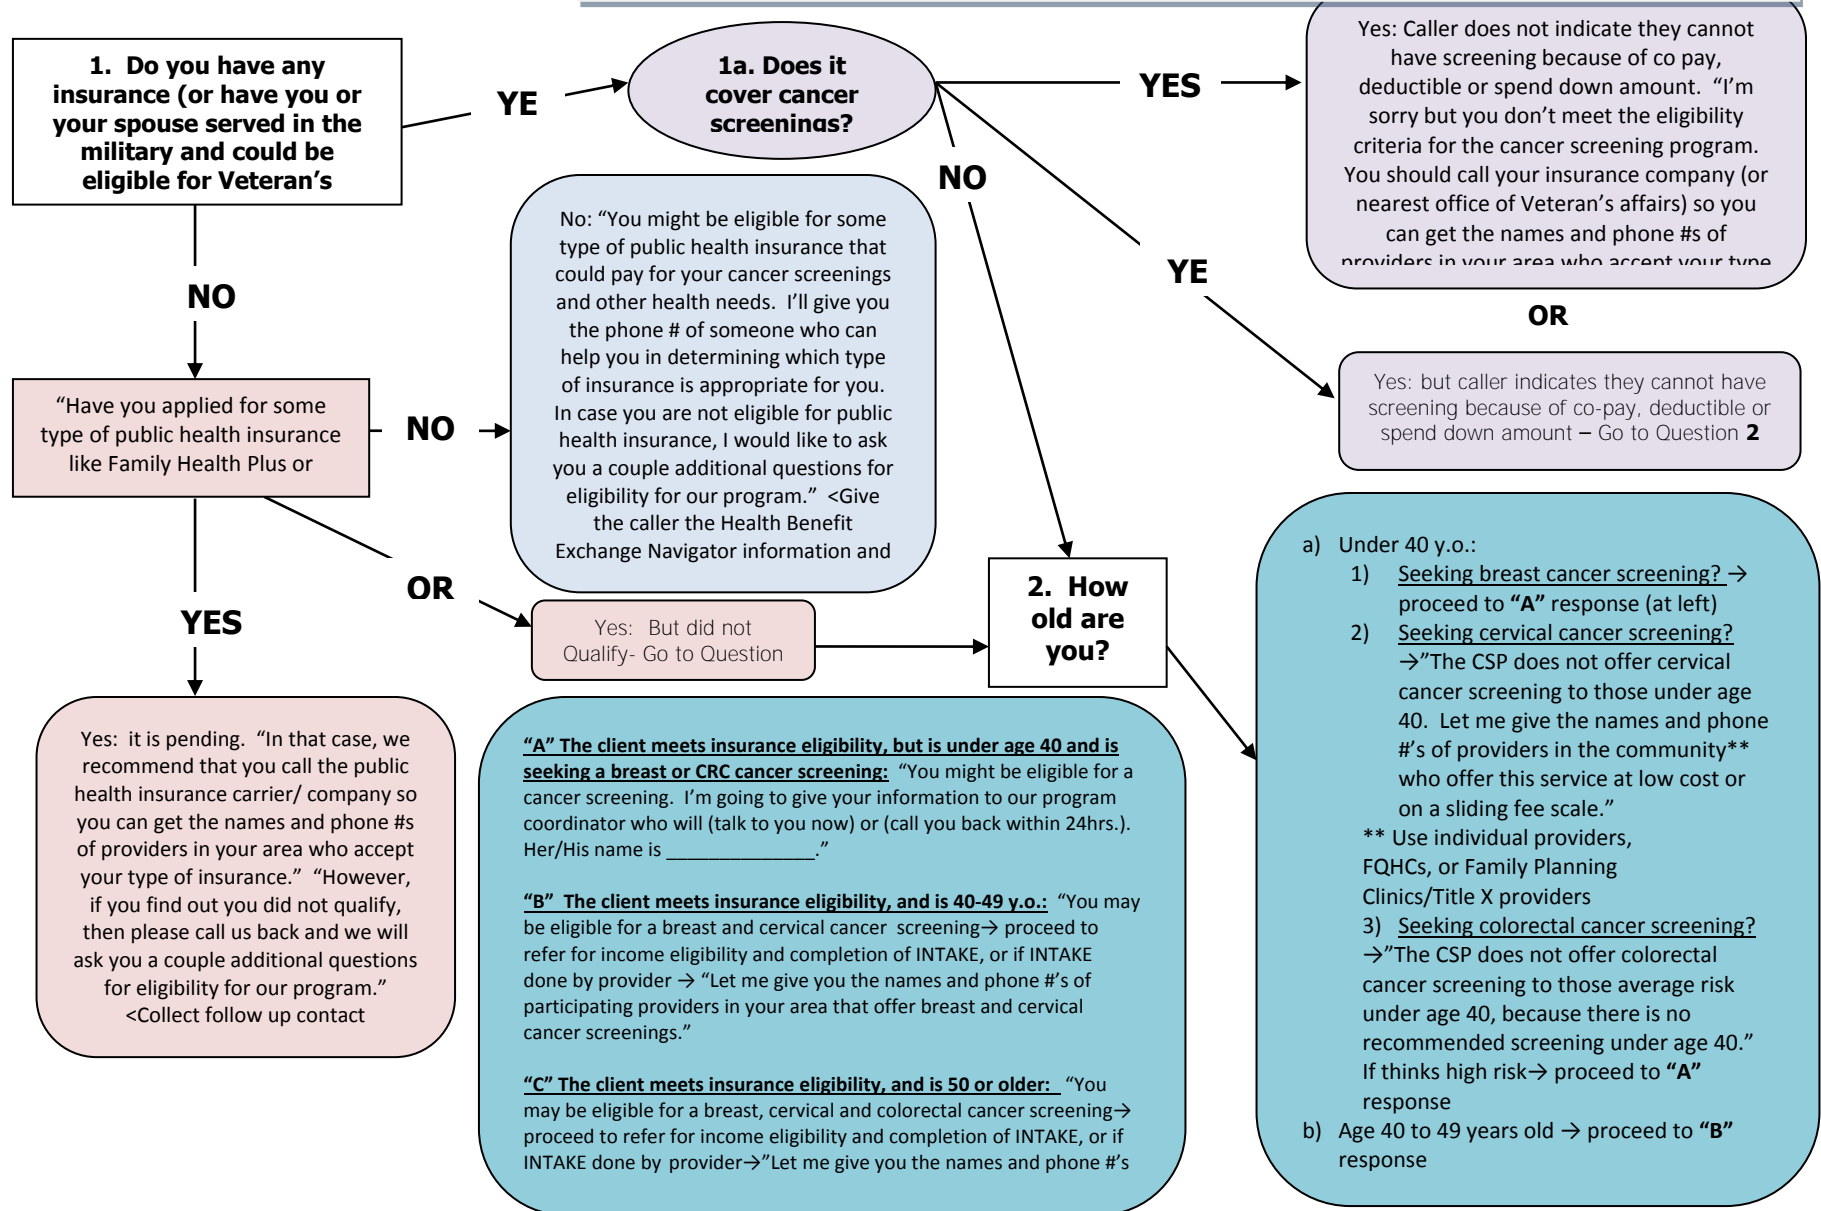 1. Do you have any
insurance (or have you or
your spouse served in the
military and could be
eligible for Veteran's
YE
1a. Does it
cover cancer
screenings?
YES
Yes: Caller does not indicate they cannot
have screening because of co pay,
deductible or spend down amount. “I'm
sorry but you don't meet the eligibility
criteria for the cancer screening program.
You should call your insurance company (or
nearest office of Veteran's affairs) so you
can get the names and phone #s of
providers in your area who accept your type
NO
YE
OR
Yes: but caller indicates they cannot have
screening because of co-pay, deductible or
spend down amount – Go to Question 2
NO
“Have you applied for some
type of public health insurance
like Family Health Plus or
NO
No: “You might be eligible for some
type of public health insurance that
could pay for your cancer screenings
and other health needs. I'll give you
the phone # of someone who can
help you in determining which type
of insurance is appropriate for you.
In case you are not eligible for public
health insurance, I would like to ask
you a couple additional questions for
eligibility for our program.” <Give
the caller the Health Benefit
Exchange Navigator information and
OR
YES
Yes: But did not
Qualify- Go to Question
2. How
old are
you?
Yes: it is pending. “In that case, we
recommend that you call the public
health insurance carrier/ company so
you can get the names and phone #s
of providers in your area who accept
your type of insurance.” “However,
if you find out you did not qualify,
then please call us back and we will
ask you a couple additional questions
for eligibility for our program.”
<Collect follow up contact
“A” The client meets insurance eligibility, but is under age 40 and is
seeking a breast or CRC cancer screening: “You might be eligible for a
cancer screening. I'm going to give your information to our program
coordinator who will (talk to you now) or (call you back within 24hrs.).
Her/His name is ______________.”
“B” The client meets insurance eligibility, and is 40-49 y.o.: “You may
be eligible for a breast and cervical cancer screening→ proceed to
refer for income eligibility and completion of INTAKE, or if INTAKE
done by provider → “Let me give you the names and phone #'s of
participating providers in your area that offer breast and cervical
cancer screenings.”
“C” The client meets insurance eligibility, and is 50 or older: “You
may be eligible for a breast, cervical and colorectal cancer screening→
proceed to refer for income eligibility and completion of INTAKE, or if
INTAKE done by provider→”Let me give you the names and phone #'s
a) Under 40 y.o.:
1) Seeking breast cancer screening? →
proceed to “A” response (at left)
2) Seeking cervical cancer screening?
→”The CSP does not offer cervical
cancer screening to those under age
40. Let me give the names and phone
#'s of providers in the community**
who offer this service at low cost or
on a sliding fee scale.”
** Use individual providers,
FQHCs, or Family Planning
Clinics/Title X providers
3) Seeking colorectal cancer screening?
→”The CSP does not offer colorectal
cancer screening to those average risk
under age 40, because there is no
recommended screening under age 40.”
If thinks high risk→ proceed to “A”
response
b) Age 40 to 49 years old → proceed to “B”
response